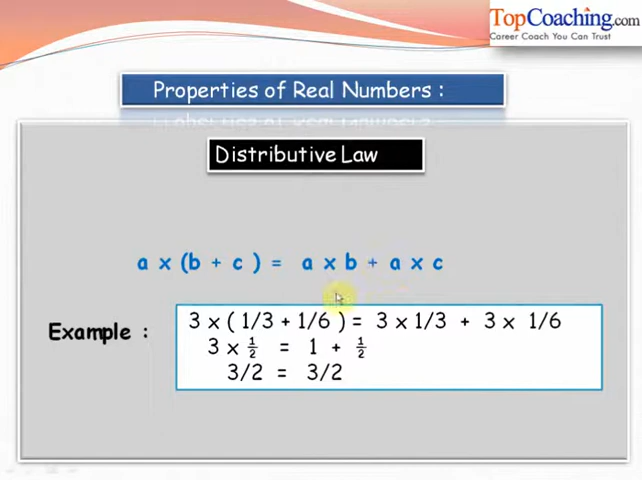 TopCoaching.com
Career Coach You Can Trust
Properties of Real Numbers :
Distributive Law
a x (b + c ) = a x b + a x c
Example :
3 x ( 1/3 + 1/6 ) = 3 x 1/3 + 3 x 1/6
3 x ½ = 1 + ½
3/2 = 3/2